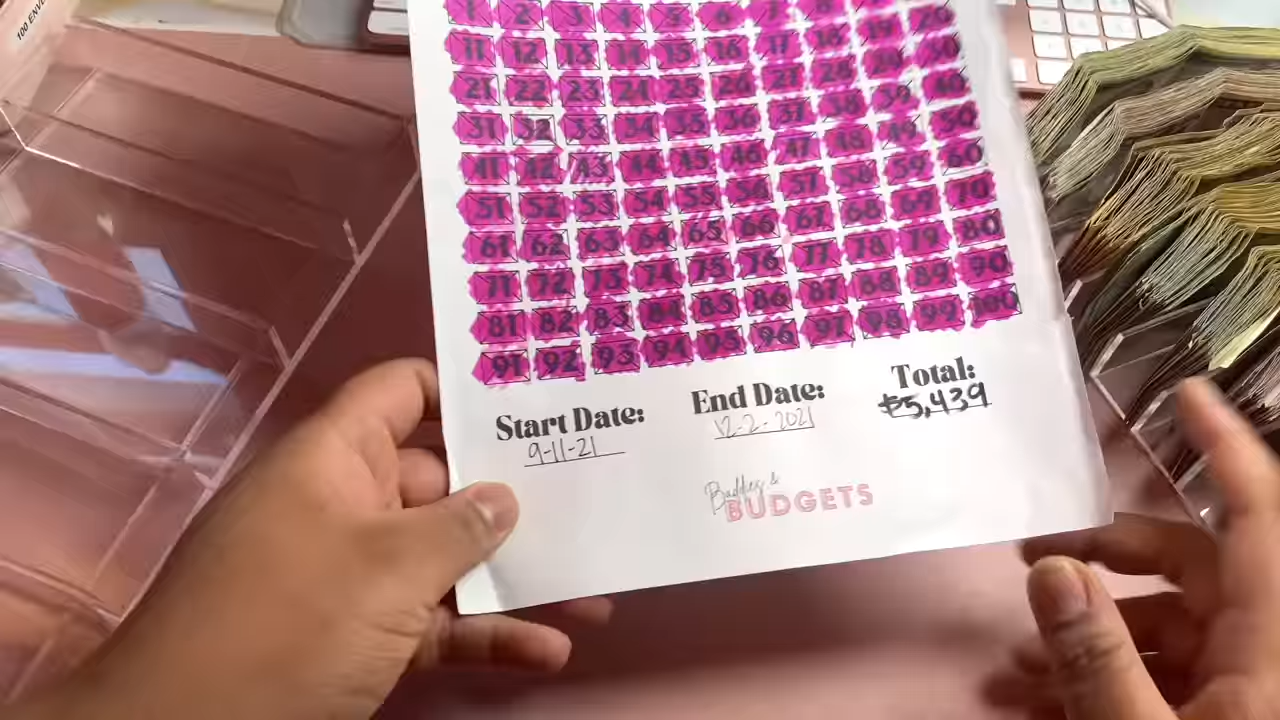 100 ENVE
1 2 3 4 5 6 7 8
11 12 13 14 15 16 17 18 19 20
21 22 23 24 25 26 27 28 29 30
31 32 33 34 35 36 37 38 39 40
41 42 43 44 45 46 47 48 49 50
51 52 53 54 55 56 57 58 59 60
61 62 63 64 65 66 67 68 69 70
71 72 73 74 75 76 77 78 79 80
81 82 83 84 85 86 87 88 89 90
91 92 93 94 95 96 97 98 99 100
Start Date: End Date: Total:
9-11-21 12-2-2021 $5,439
Baddies &
BUDGETS